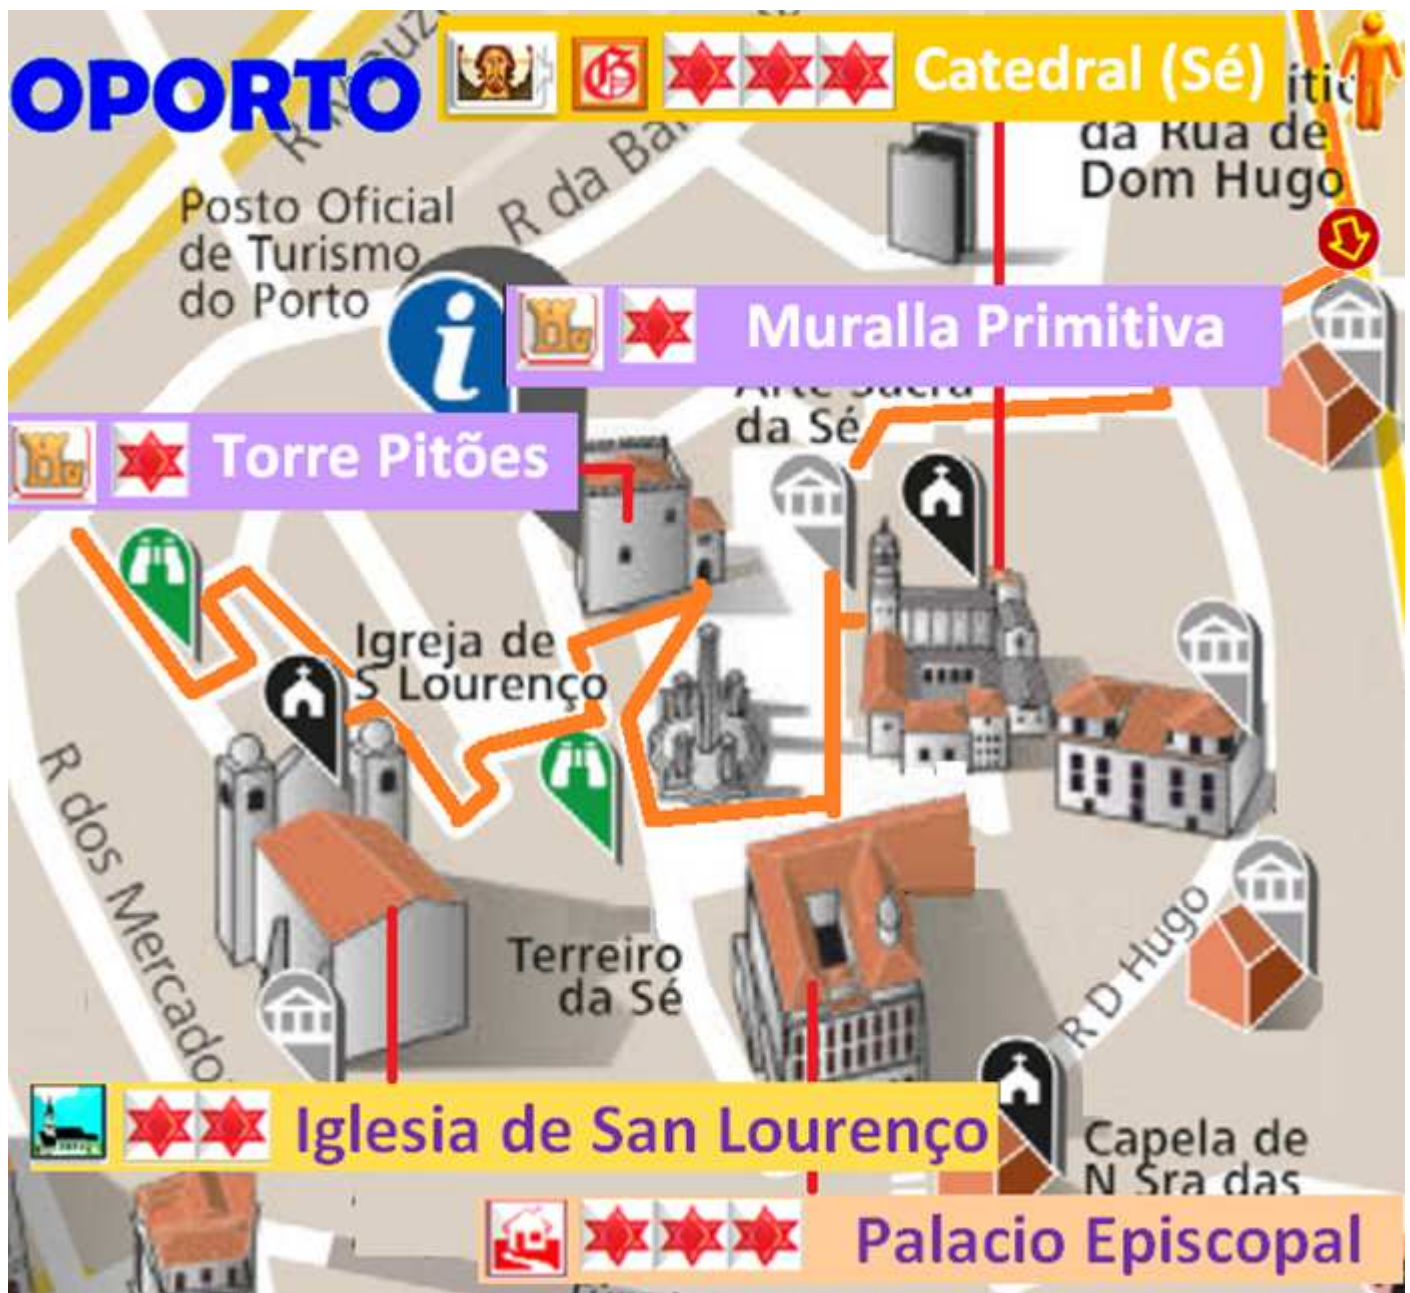 OPORTO
Catedral (Sé)
da Rua de
Dom Hugo
R da
Posto Oficial
de Turismo
do Porto
i
Muralla Primitiva
Arte Sacra
da Sé
Torre Pitões
Igreja de
S Lourenço
R dos
Terreiro
da Sé
R D Hugo
Iglesia de San Lourenço
Capela de
N Sra das
Palacio Episcopal